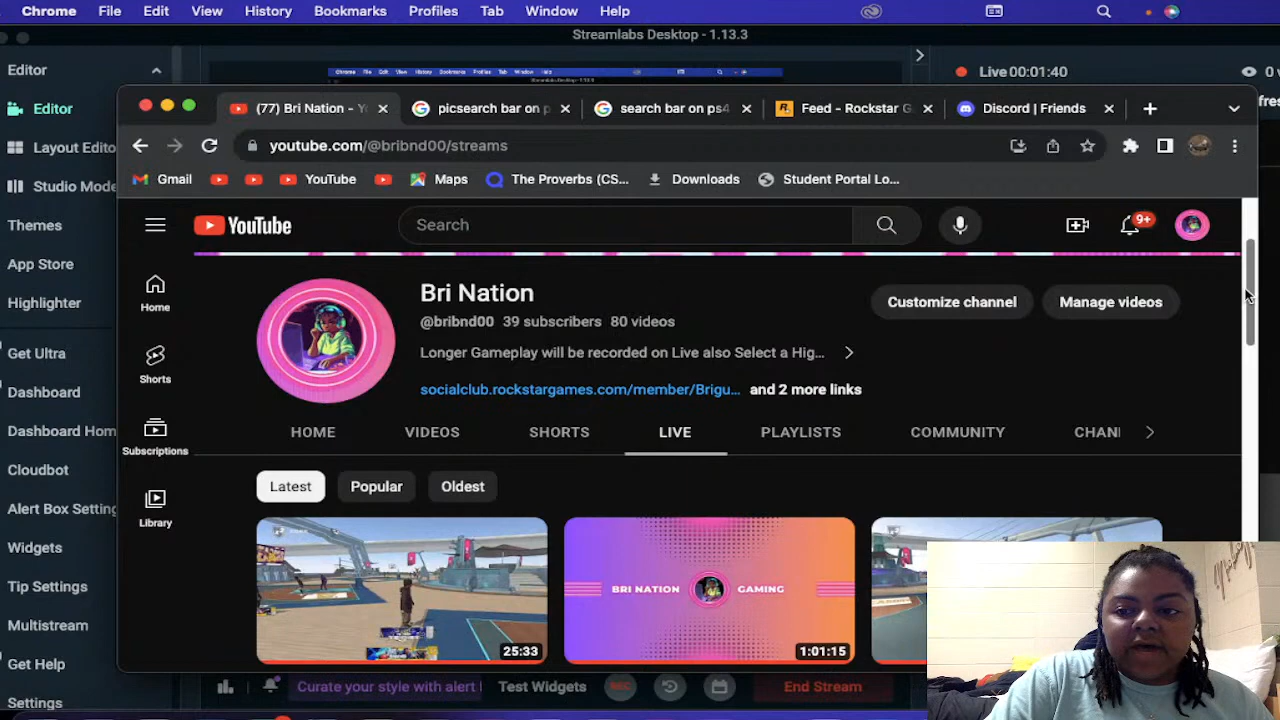 Chrome File Edit View History Bookmarks Profiles Tab Window Help
Streamlabs Desktop - 1.13.3
Editor
Live 00:01:40
0
Editor
Layout Edito
Studio Mode
Themes
App Store
Highlighter
Get Ultra
Dashboard
Dashboard Hom
Cloudbot
Alert Box Setting
Widgets
Tip Settings
Multistream
Get Help
Settings
(77) Bri Nation - Y
picsearch bar on p
search bar on ps4
Feed - Rockstar G
Discord | Friends
youtube.com/@bribnd00/streams
Gmail YouTube Maps The Proverbs (CS... Downloads Student Portal Lo...
YouTube
Search
9+
Home
Shorts
Subscriptions
Library
Bri Nation
@bribnd00 39 subscribers 80 videos
Customize channel Manage videos
Longer Gameplay will be recorded on Live also Select a Hig...
socialclub.rockstargames.com/member/Brigu... and 2 more links
HOME VIDEOS SHORTS LIVE PLAYLISTS COMMUNITY CHAN
Latest Popular Oldest
25:33
BRI NATION GAMING
1:01:15
Curate your style with alert
Test Widgets
REC
End Stream